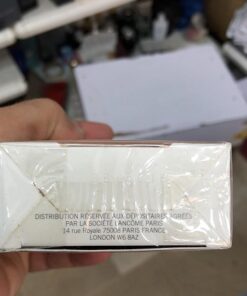 DISTRIBUTION RÉSERVÉE AUX DÉPOSITAIRES AGRÉÉS
PAR LA SOCIÉTÉ LANCÔME PARIS
14 rue Royale 75008 PARIS FRANCE
LONDON W6 8AZ